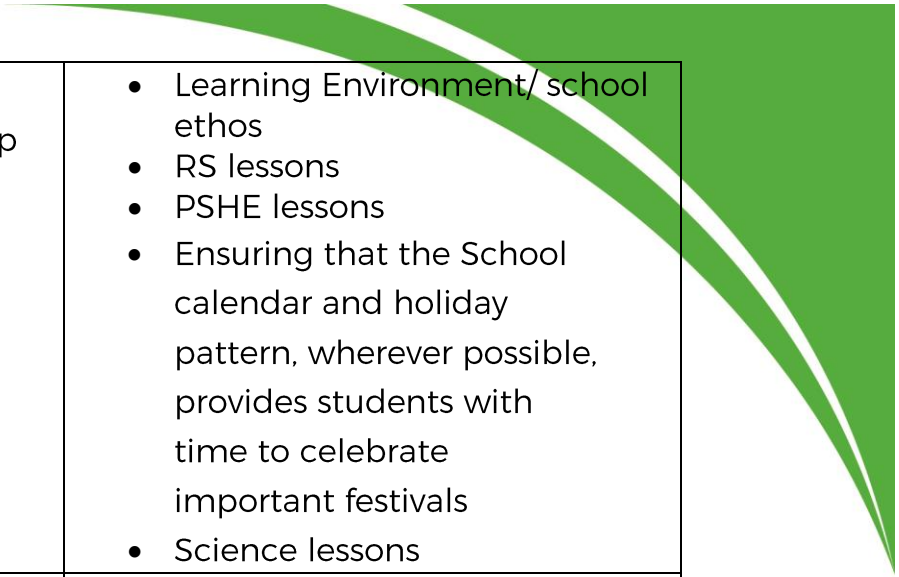 • Learning Environment/ school
ethos
p
• RS lessons
• PSHE lessons
• Ensuring that the School
calendar and holiday
pattern, wherever possible,
provides students with
time to celebrate
important festivals
• Science lessons